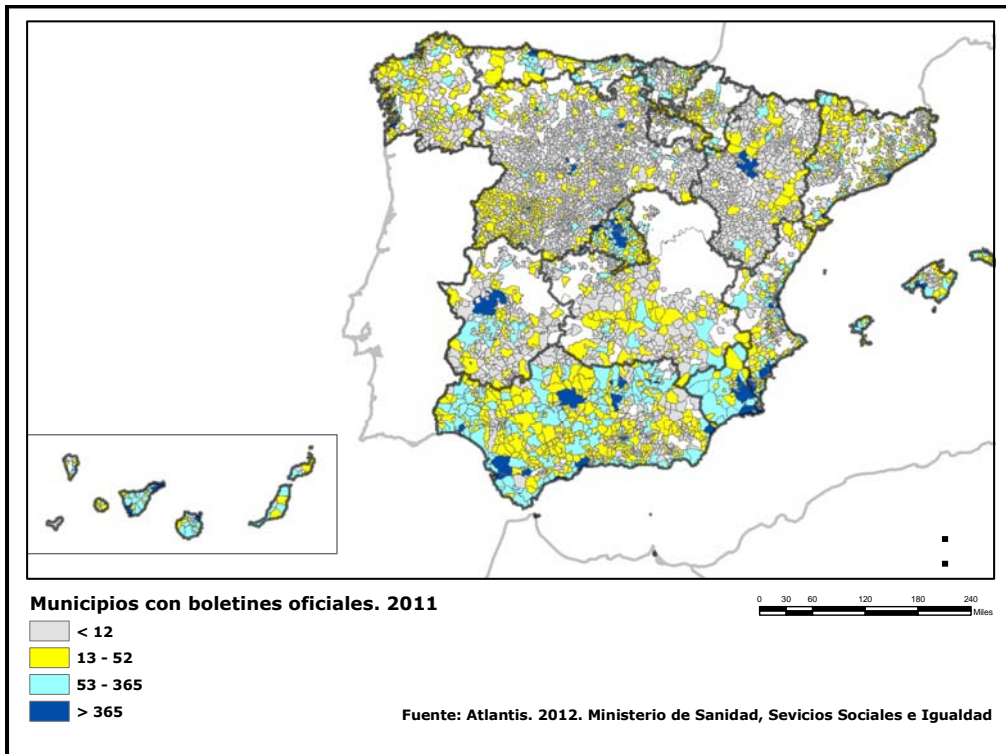 Municipios con boletines oficiales. 2011
< 12
13 - 52
53 - 365
> 365
0 30 60 120 180 240
Miles
Fuente: Atlantis. 2012. Ministerio de Sanidad, Sevicios Sociales e Igualdad